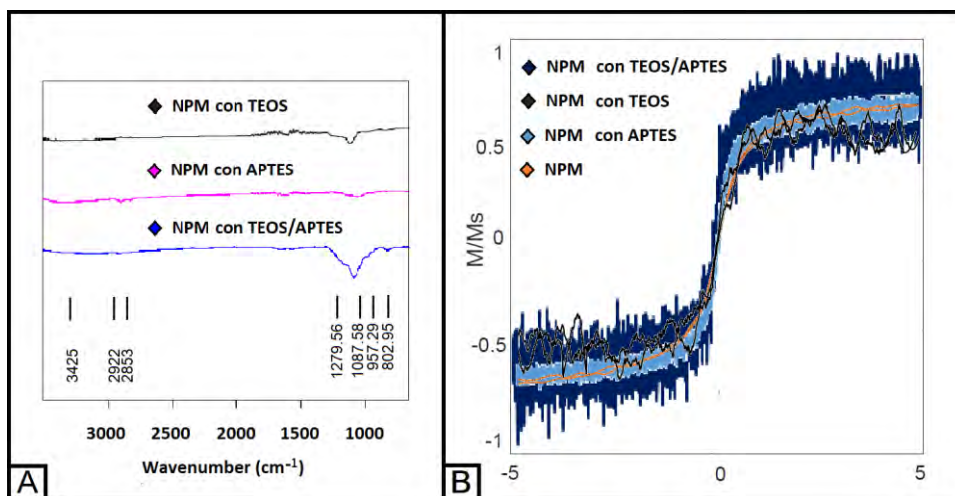 NPM con TEOS
NPM con APTES
NPM con TEOS/APTES
3425
2922
2853
1279.56
1087.58
957.29
802.95
3000 2000 1500 1000
Wavenumber (cm⁻¹)
A
NPM con TEOS/APTES
NPM con TEOS
NPM con APTES
NPM
M/Ms
1
0.5
0
-0.5
-1
-5 0 5
B